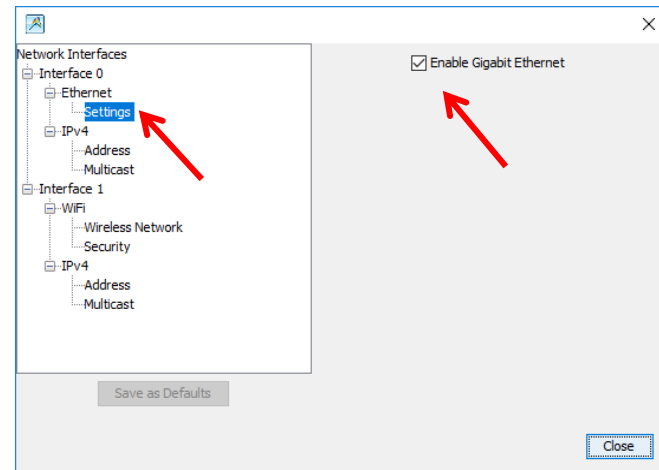 Network Interfaces
Interface 0
Ethernet
Settings
IPv4
Address
Multicast
Interface 1
WiFi
Wireless Network
Security
IPv4
Address
Multicast
Enable Gigabit Ethernet
Save as Defaults
Close